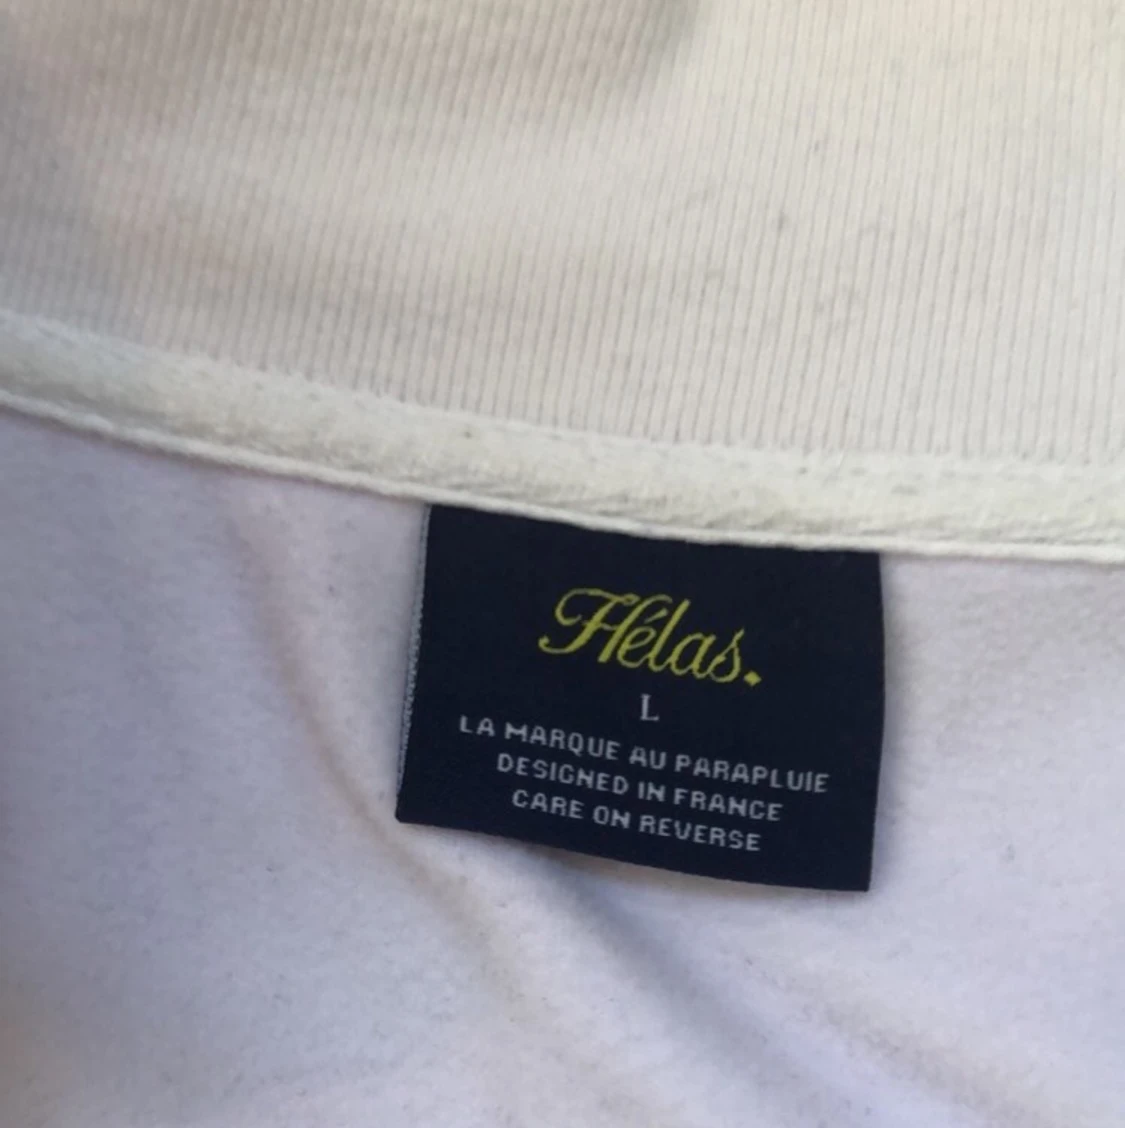 Hélas.
L
LA MARQUE AU PARAPLUIE
DESIGNED IN FRANCE
CARE ON REVERSE